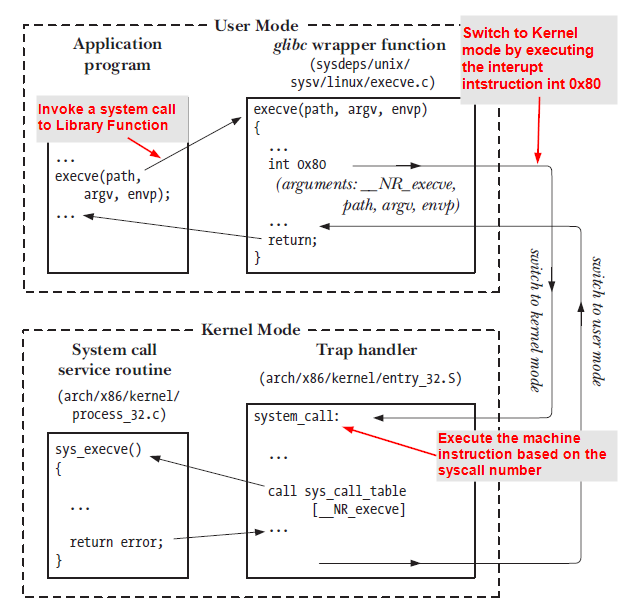 User Mode
Application
program
glibc wrapper function
(sysdeps/unix/
sysv/linux/execve.c)
Switch to Kernel
mode by executing
the interupt
intstruction int 0x80
Invoke a system call
to Library Function
...
execve(path,
argv, envp);
...
execve(path, argv, envp)
{
...
int 0x80
(arguments: __NR_execve,
path, argv, envp)
...
return;
}
switch to kernel mode
switch to user mode
Kernel Mode
System call
service routine
(arch/x86/kernel/
process_32.c)
Trap handler
(arch/x86/kernel/entry_32.S)
sys_execve()
{
...
return error;
}
system_call:
...
call sys_call_table
[__NR_execve]
...
Execute the machine
instruction based on the
syscall number